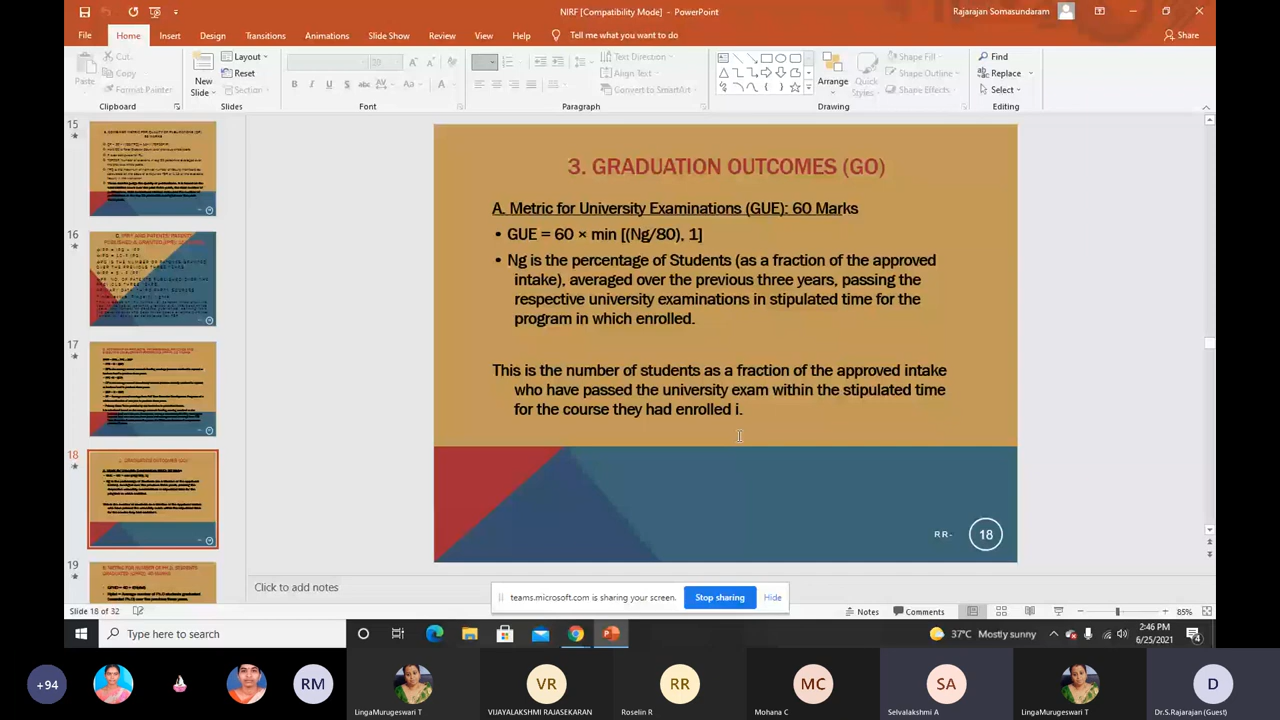 NIRF [Compatibility Mode] - PowerPoint
Rajarajan Somasundaram
File Home Insert Design Transitions Animations Slide Show Review View Help Tell me what you want to do Share
Paste
Cut
Copy
Format Painter
Clipboard
New Slide
Layout
Reset
Section
Slides
Font
Text Direction
Align Text
Convert to SmartArt
Paragraph
Arrange
Quick Styles
Shape Fill
Shape Outline
Shape Effects
Drawing
Find
Replace
Select
Editing
15
16
17
18
19
3. GRADUATION OUTCOMES (GO)
A. Metric for University Examinations (GUE): 60 Marks
• GUE = 60 × min [(Ng/80), 1]
• Ng is the percentage of Students (as a fraction of the approved
intake), averaged over the previous three years, passing the
respective university examinations in stipulated time for the
program in which enrolled.
This is the number of students as a fraction of the approved intake
who have passed the university exam within the stipulated time
for the course they had enrolled i.
RR- 18
Click to add notes
teams.microsoft.com is sharing your screen. Stop sharing Hide
Slide 18 of 32 Notes Comments 85%
Type here to search
37°C Mostly sunny
2:46 PM
6/25/2021
4
+94 RM VR RR MC SA D
LingaMurugeswari T VIJAYALAKSHMI RAJASEKARAN Roselin R Mohana C Selvalakshmi A LingaMurugeswari T Dr.S.Rajarajan (Guest)